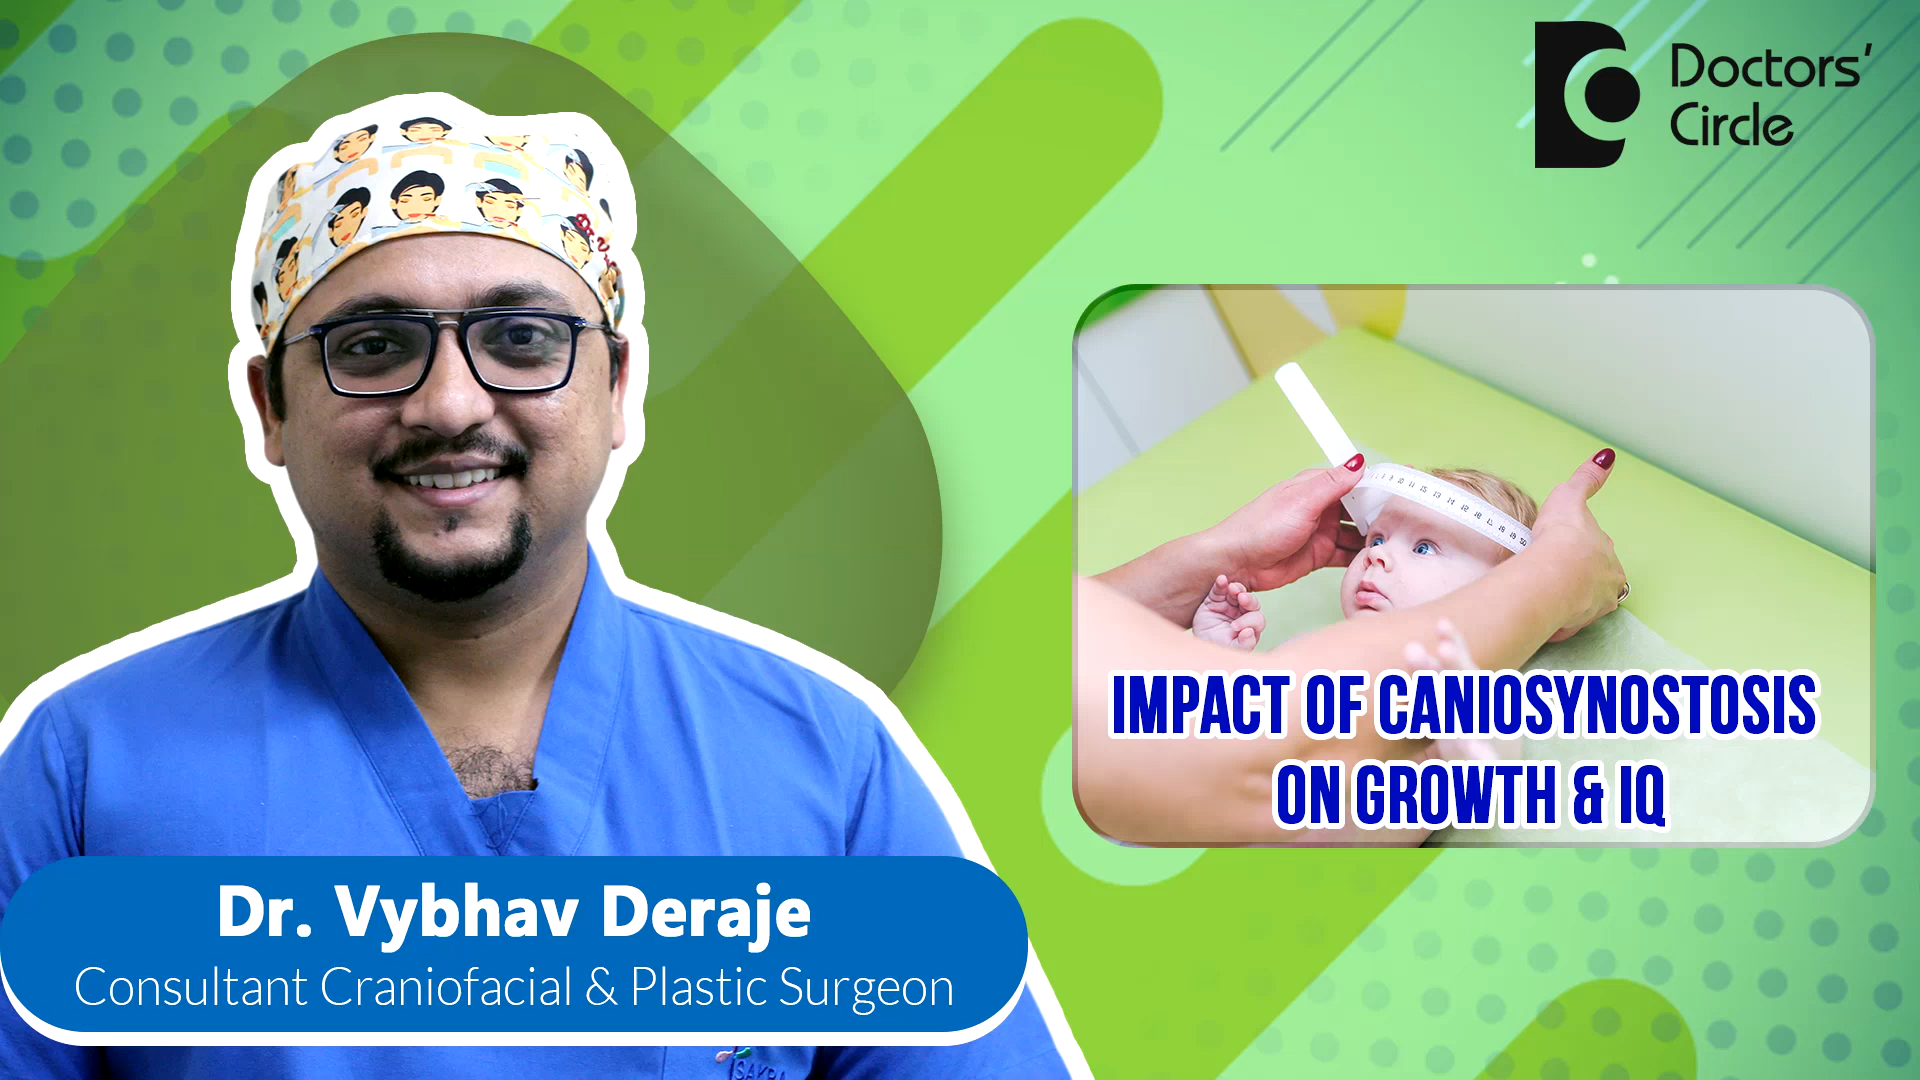 Doctors'
Circle
IMPACT OF CANIOSYNOSTOSIS
ON GROWTH & IQ
Dr. Vybhav Deraje
Consultant Craniofacial & Plastic Surgeon